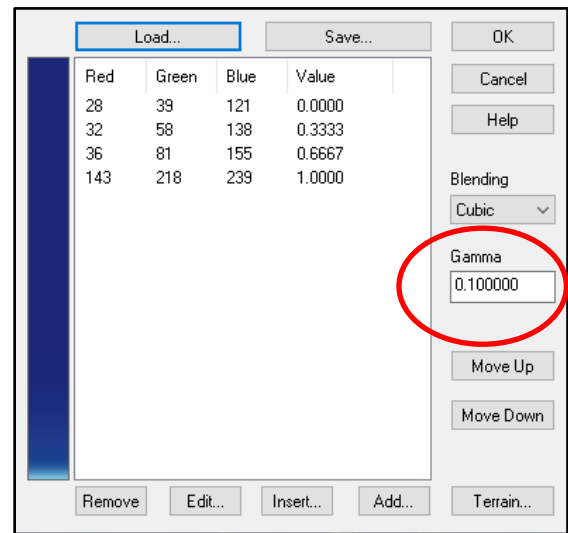 Load... Save... OK
Red Green Blue Value Cancel
28 39 121 0.0000
32 58 138 0.3333
36 81 155 0.6667
143 218 239 1.0000
Help
Blending
Cubic
Gamma
0.100000
Move Up
Move Down
Remove Edit... Insert... Add... Terrain...